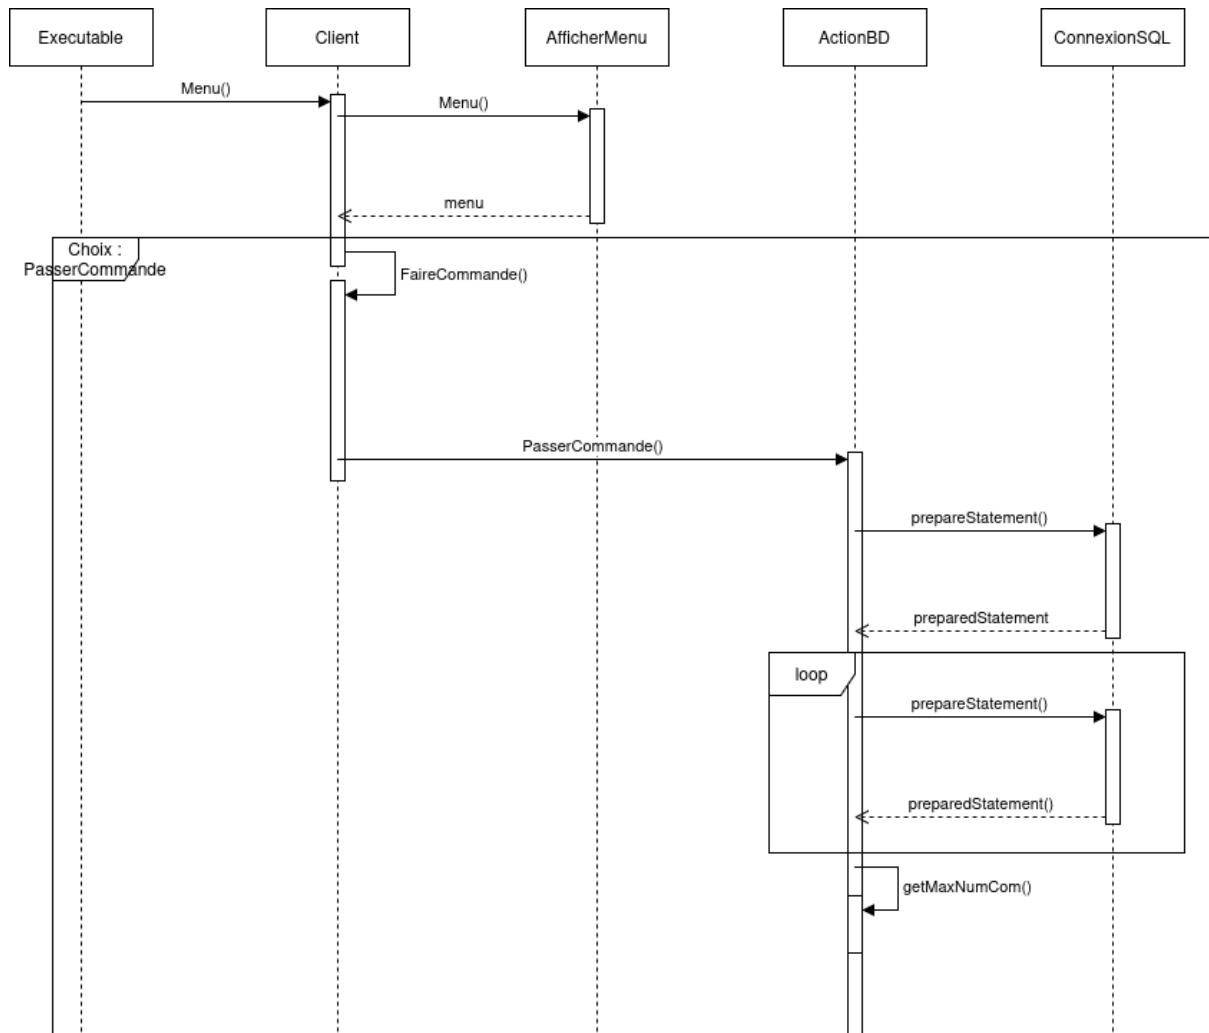 Executable
Client
AfficherMenu
ActionBD
ConnexionSQL
Menu()
Menu()
menu
Choix :
PasserCommande
FaireCommande()
PasserCommande()
prepareStatement()
preparedStatement
loop
prepareStatement()
preparedStatement()
getMaxNumCom()